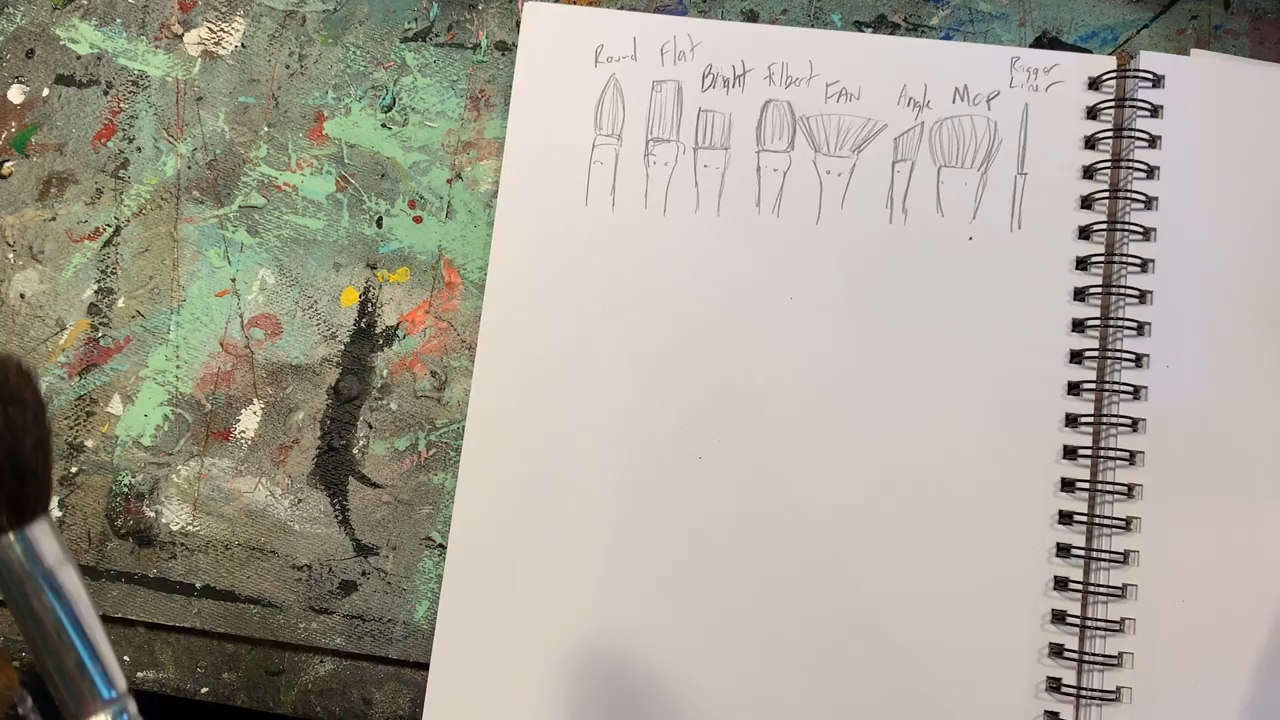 Round
Flat
Bright
Filbert
FAN
Angle
Mop
Rigger
Liner